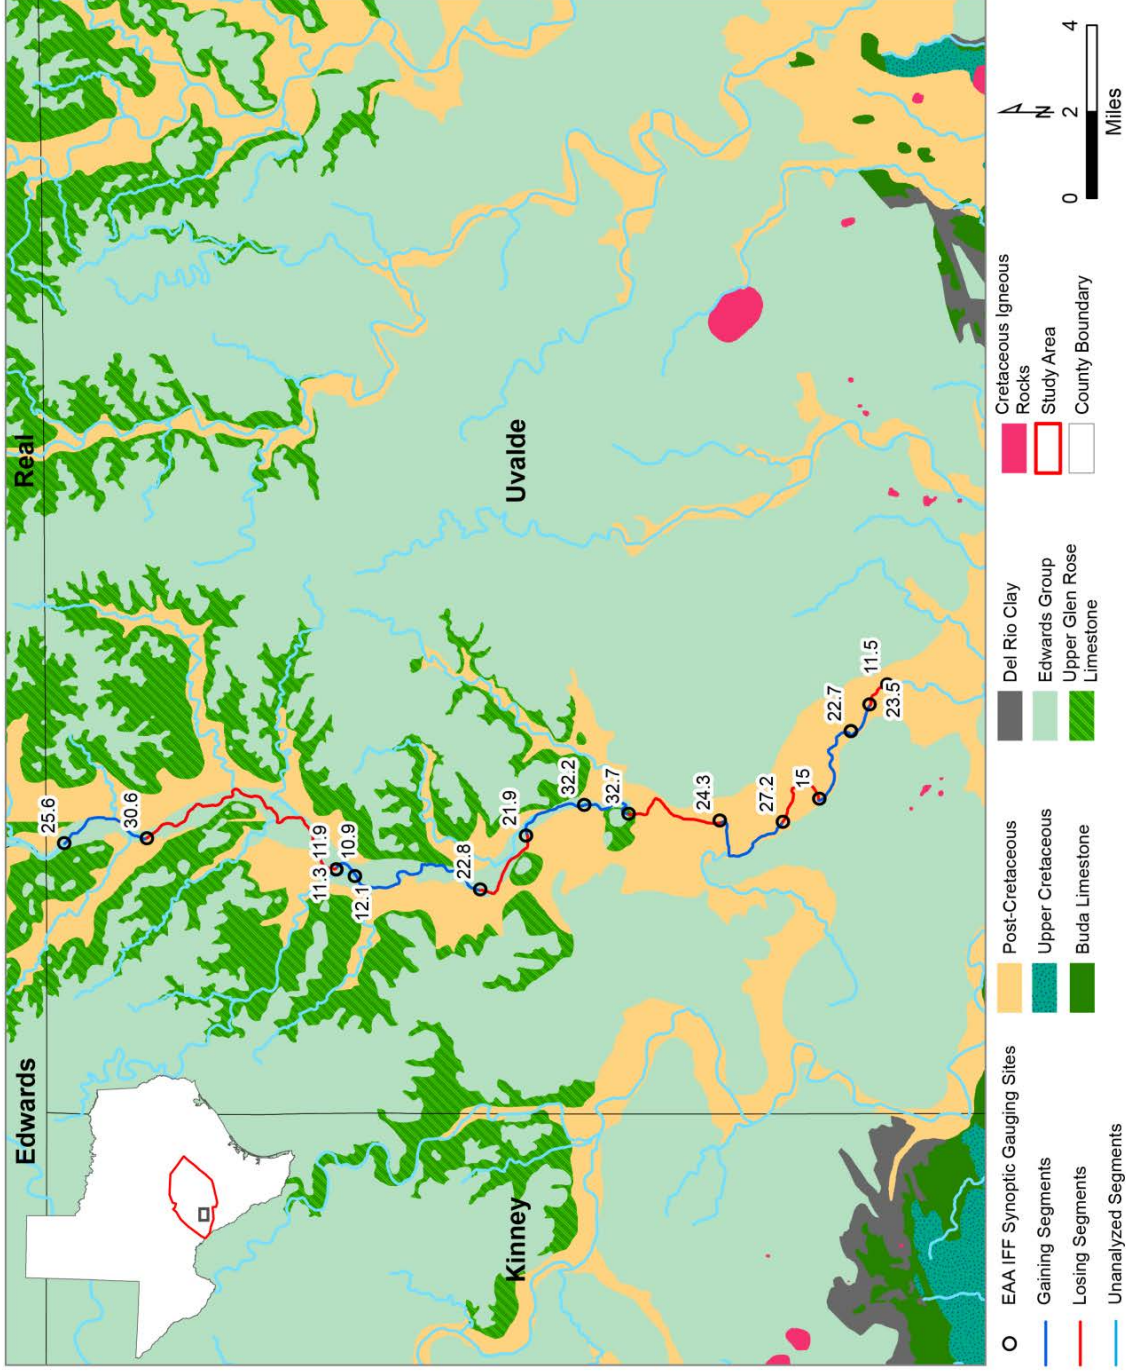 Edwards
Real
Kinney
Uvalde
25.6
30.6
11.3
11.9
10.9
12.1
22.8
21.9
32.2
32.7
24.3
27.2
15
22.7
11.5
23.5
EAA IFF Synoptic Gauging Sites
Gaining Segments
Losing Segments
Unanalyzed Segments
Post-Cretaceous
Upper Cretaceous
Buda Limestone
Del Rio Clay
Edwards Group
Upper Glen Rose
Limestone
Cretaceous Igneous
Rocks
Study Area
County Boundary
N
0 2 4
Miles